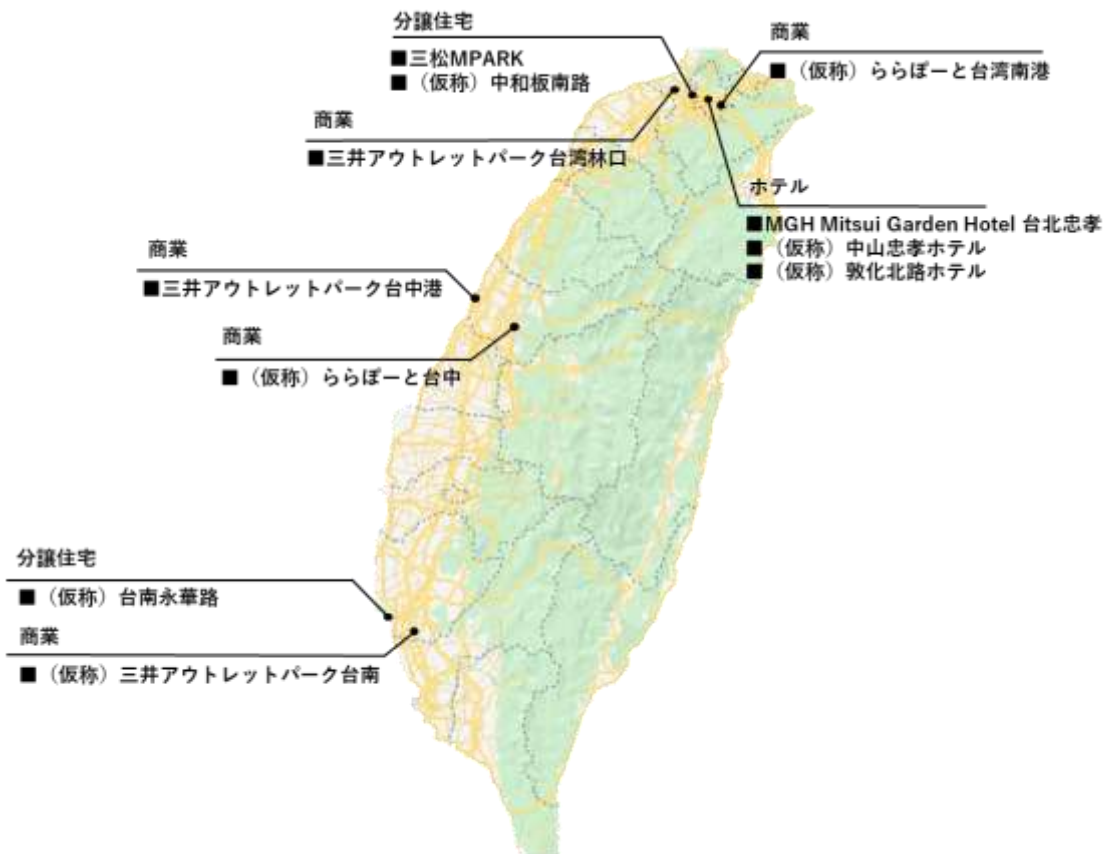 分譲住宅
■三松MPARK
■（仮称）中和板南路
商業
■（仮称）ららぽーと台湾南港
商業
■三井アウトレットパーク台湾林口
ホテル
■MGH Mitsui Garden Hotel 台北忠孝
■（仮称）中山忠孝ホテル
■（仮称）敦化北路ホテル
商業
■三井アウトレットパーク台中港
商業
■（仮称）ららぽーと台中
分譲住宅
■（仮称）台南永華路
商業
■（仮称）三井アウトレットパーク台南